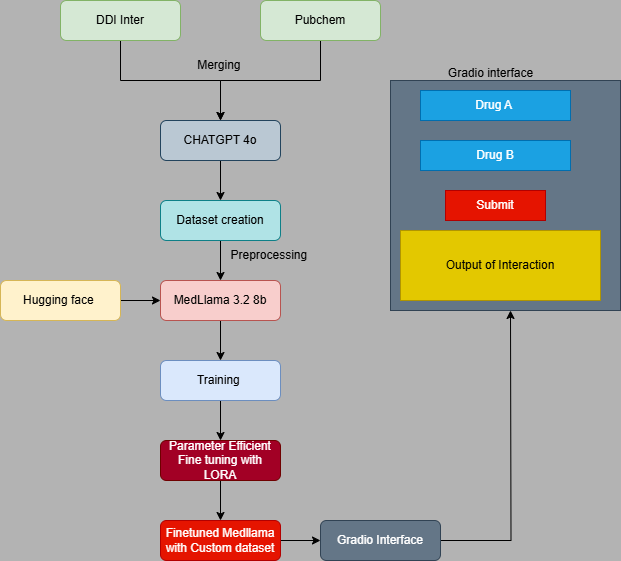 DDI Inter
Pubchem
Merging
Gradio interface
Drug A
CHATGPT 4o
Drug B
Submit
Dataset creation
Preprocessing
Output of Interaction
Hugging face
MedLlama 3.2 8b
Training
Parameter Efficient
Fine tuning with
LORA
Finetuned Medllama
with Custom dataset
Gradio Interface